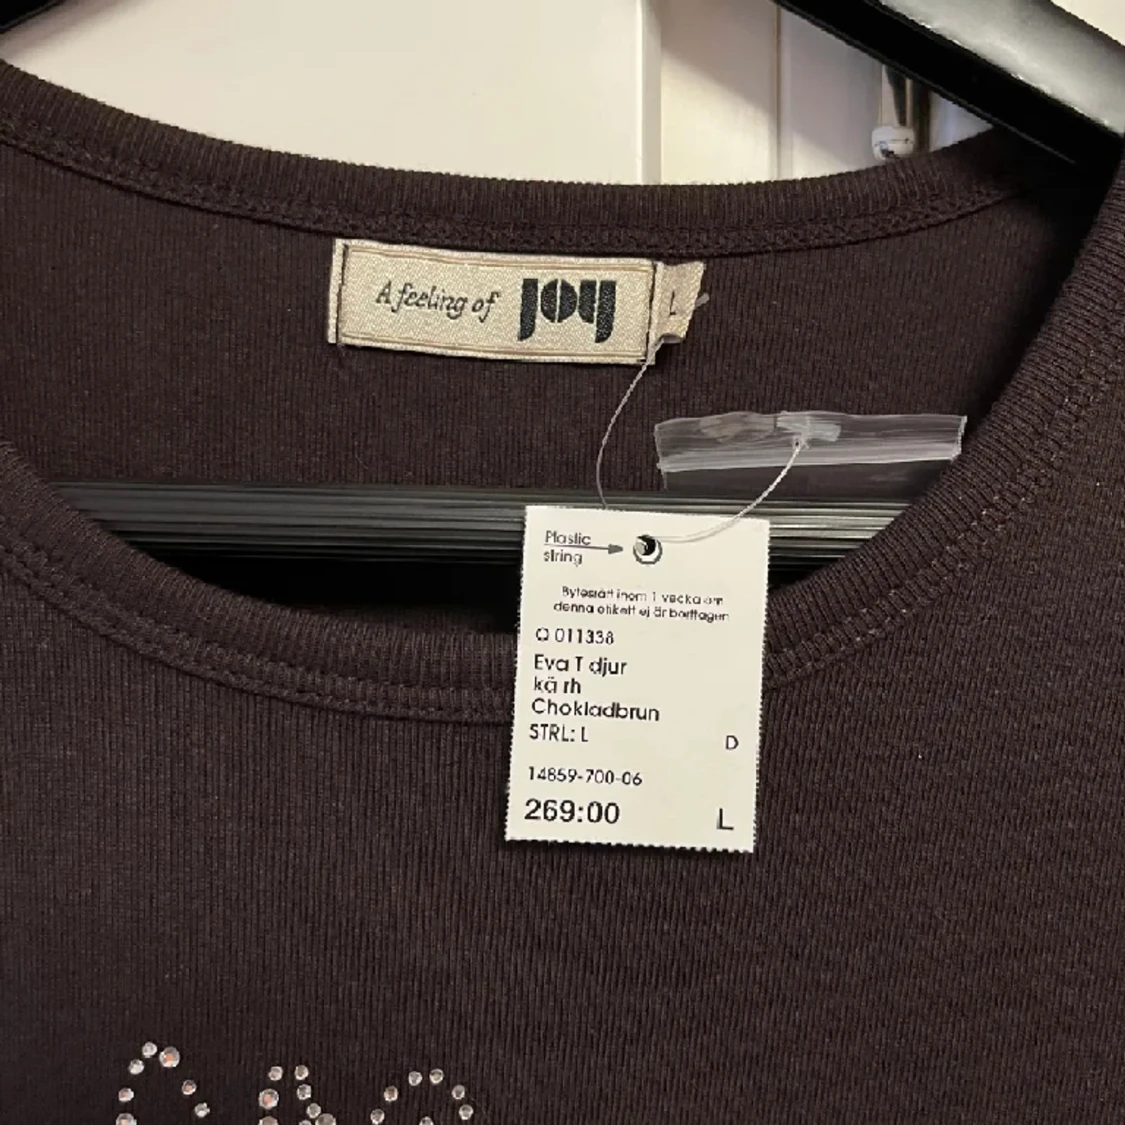 A feeling of Joy
L
Plastic
string
Bytesrätt inom 1 vecka om
denna etikett ej är borttagen
Q 011338
Eva T djur
kä rh
Chokladbrun
STRL: L D
14859-700-06
269:00 L